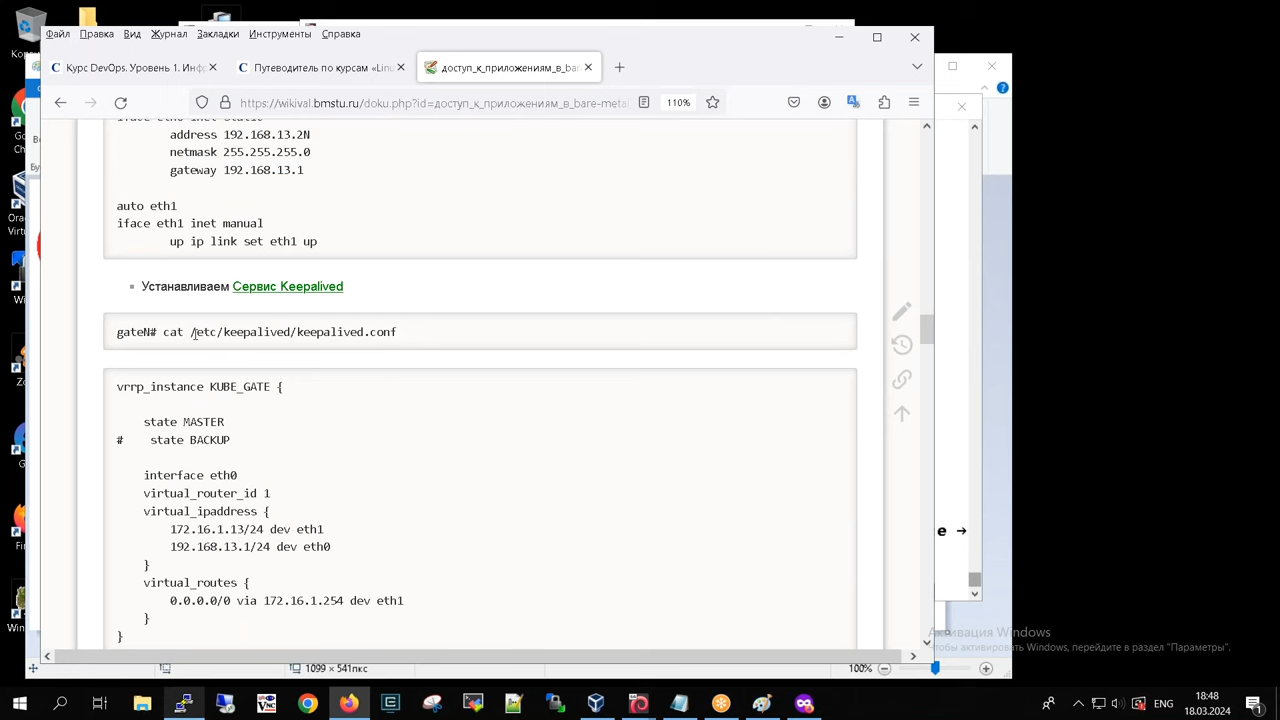 Файл Правка Вид Журнал Закладки Инструменты Справка
Курс DevOps. Уровень 1. Инфр
Путеводитель по курсам «Linu
доступ_к_приложениям_в_bar
https://val.bmstu.ru/doku.php?id=доступ_к_приложениям_в_bare-metal
110%
address 192.168.13.2N
netmask 255.255.255.0
gateway 192.168.13.1
auto eth1
iface eth1 inet manual
up ip link set eth1 up
Устанавливаем Сервис Keepalived
gateN# cat /etc/keepalived/keepalived.conf
vrrp_instance KUBE_GATE {
state MASTER
# state BACKUP
interface eth0
virtual_router_id 1
virtual_ipaddress {
172.16.1.13/24 dev eth1
192.168.13.1/24 dev eth0
}
virtual_routes {
0.0.0.0/0 via 172.16.1.254 dev eth1
}
}
e →
Активация Windows
Чтобы активировать Windows, перейдите в раздел "Параметры".
1099 × 541пкс
100%
ENG
18:48
18.03.2024